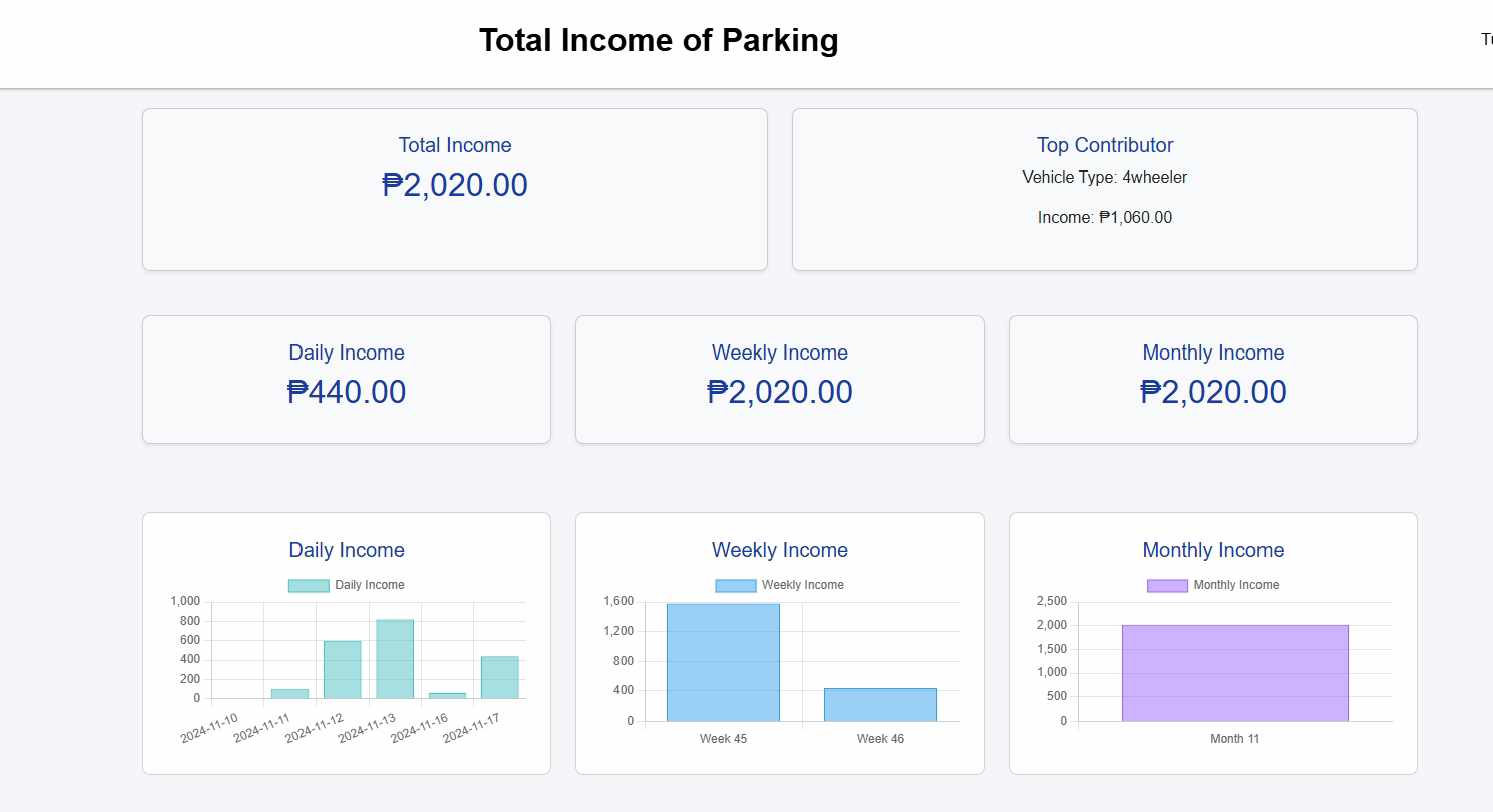 Total Income of Parking
Total Income
₱2,020.00
Top Contributor
Vehicle Type: 4wheeler
Income: ₱1,060.00
Daily Income
₱440.00
Weekly Income
₱2,020.00
Monthly Income
₱2,020.00
Daily Income
Daily Income
1,000
800
600
400
200
0
2024-11-10
2024-11-11
2024-11-12
2024-11-13
2024-11-16
2024-11-17
Weekly Income
Weekly Income
1,600
1,200
800
400
0
Week 45
Week 46
Monthly Income
Monthly Income
2,500
2,000
1,500
1,000
500
0
Month 11